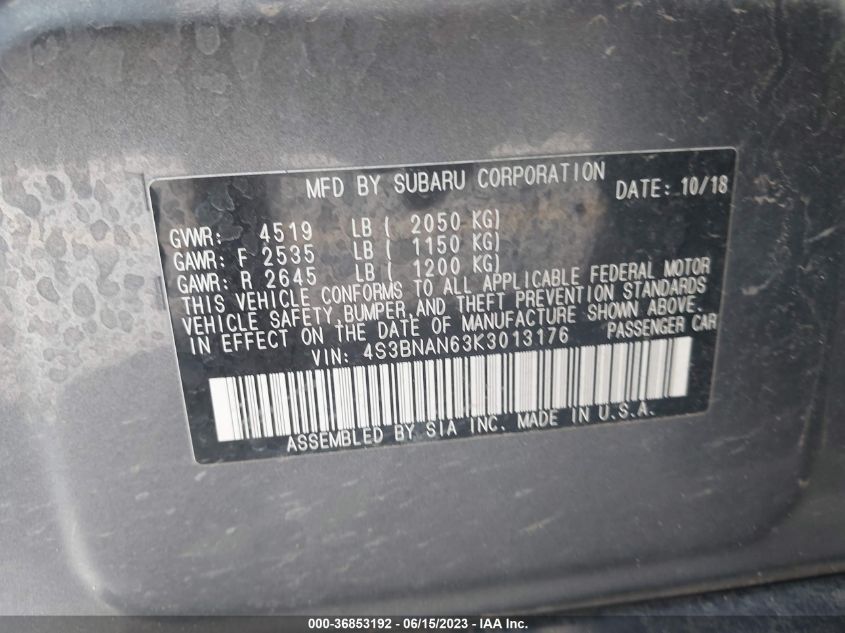 MFD BY SUBARU CORPORATION DATE: 10/18
GVWR: 4519 LB ( 2050 KG)
GAWR: F 2535 LB ( 1150 KG)
GAWR: R 2645 LB ( 1200 KG)
THIS VEHICLE CONFORMS TO ALL APPLICABLE FEDERAL MOTOR
VEHICLE SAFETY, BUMPER, AND THEFT PREVENTION STANDARDS
IN EFFECT ON THE DATE OF MANUFACTURE SHOWN ABOVE.
VIN: 4S3BNAN63K3013176 PASSENGER CAR
ASSEMBLED BY SIA INC. MADE IN U.S.A.
000-36853192 - 06/15/2023 - IAA Inc.